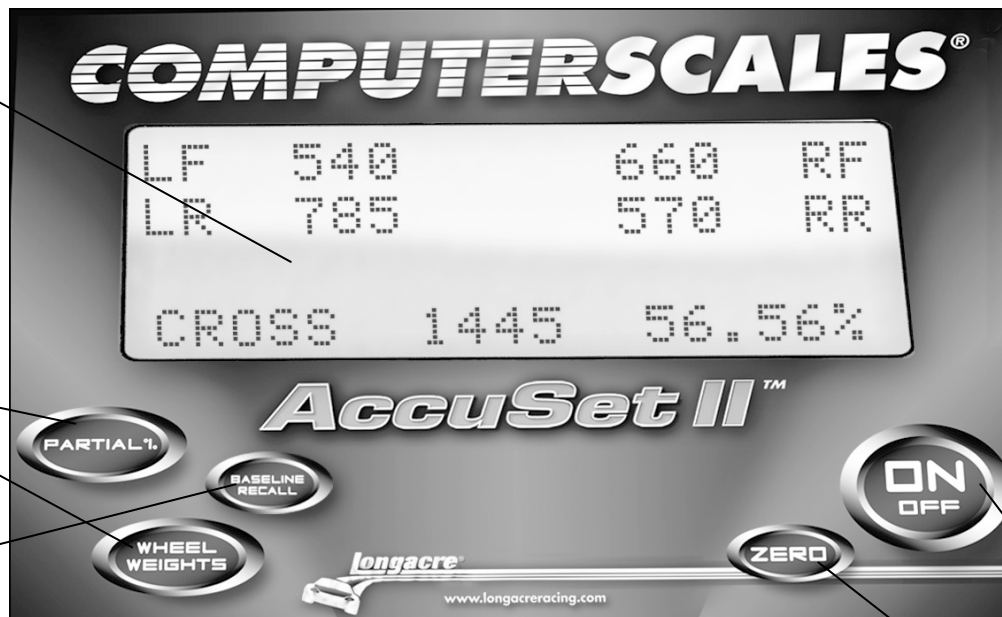 COMPUTERSCALES®
LF 540 660 RF
LR 785 570 RR
CROSS 1445 56.56%
AccuSet II™
PARTIAL%
BASELINE
RECALL
WHEEL
WEIGHTS
ON
OFF
ZERO
Longacre®
www.longacreracing.com